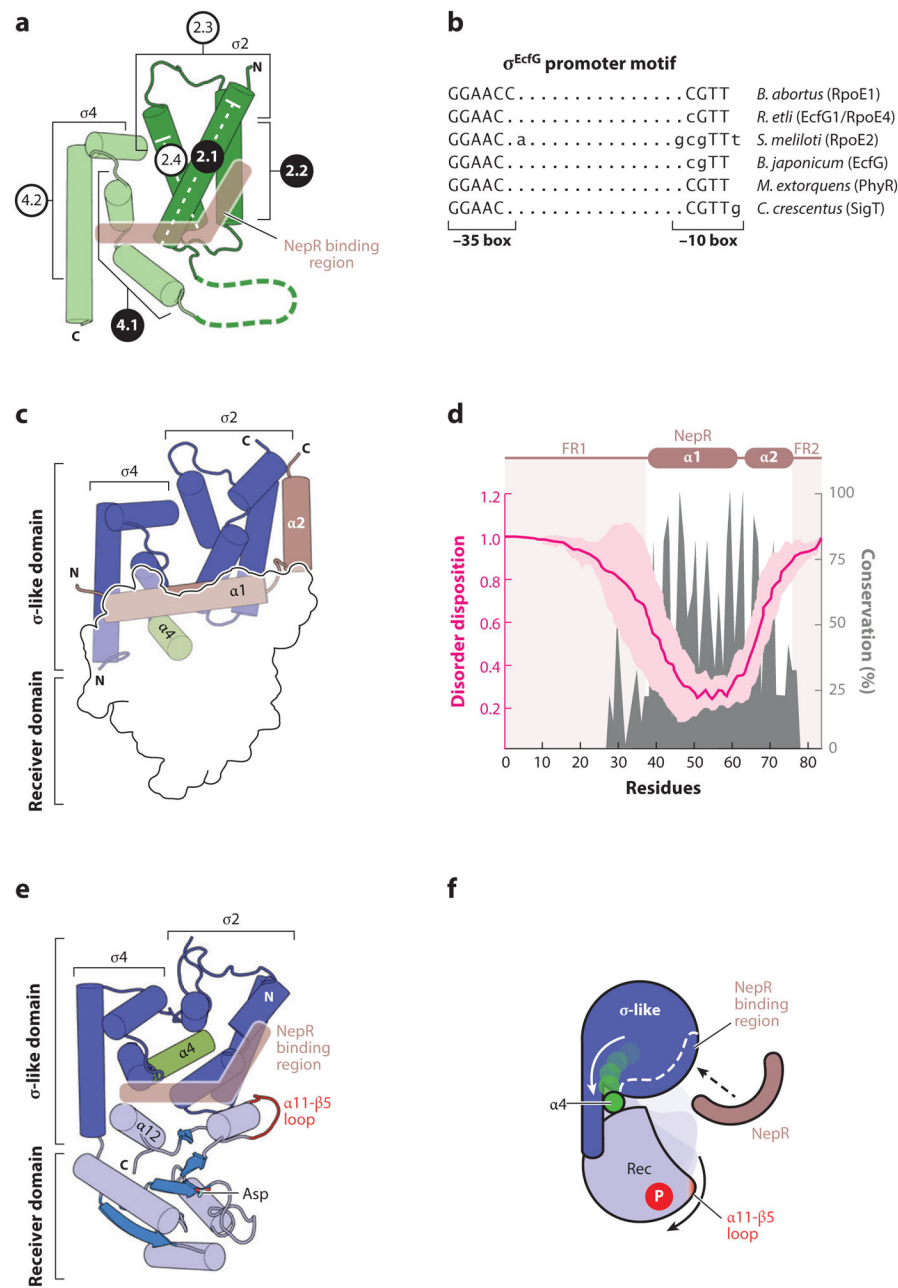 a
2.3
σ2
N
σ4
2.4
2.1
2.2
4.2
NepR binding
region
4.1
C
b
σEcfG promoter motif
GGAACC...............CGTT B. abortus (RpoE1)
GGAAC................cGTT R. etli (EcfG1/RpoE4)
GGAAC.a.............gcgTTt S. meliloti (RpoE2)
GGAAC................cgTT B. japonicum (EcfG)
GGAAC................CGTT M. extorquens (PhyR)
GGAAC................CGTTg C. crescentus (SigT)
–35 box –10 box
c
σ2
C C
σ4
α2
N
α1
α4
N
σ-like domain
Receiver domain
d
NepR
FR1 α1 α2 FR2
1.2
1.0
0.8
0.6
0.4
0.2
Disorder disposition
100
75
50
25
0
Conservation (%)
0 10 20 30 40 50 60 70 80
Residues
e
σ2
σ4
N
NepR
binding
region
α4
α11-β5
loop
α12
C
Asp
σ-like domain
Receiver domain
f
σ-like
NepR
binding
region
α4
NepR
Rec
P
α11-β5
loop